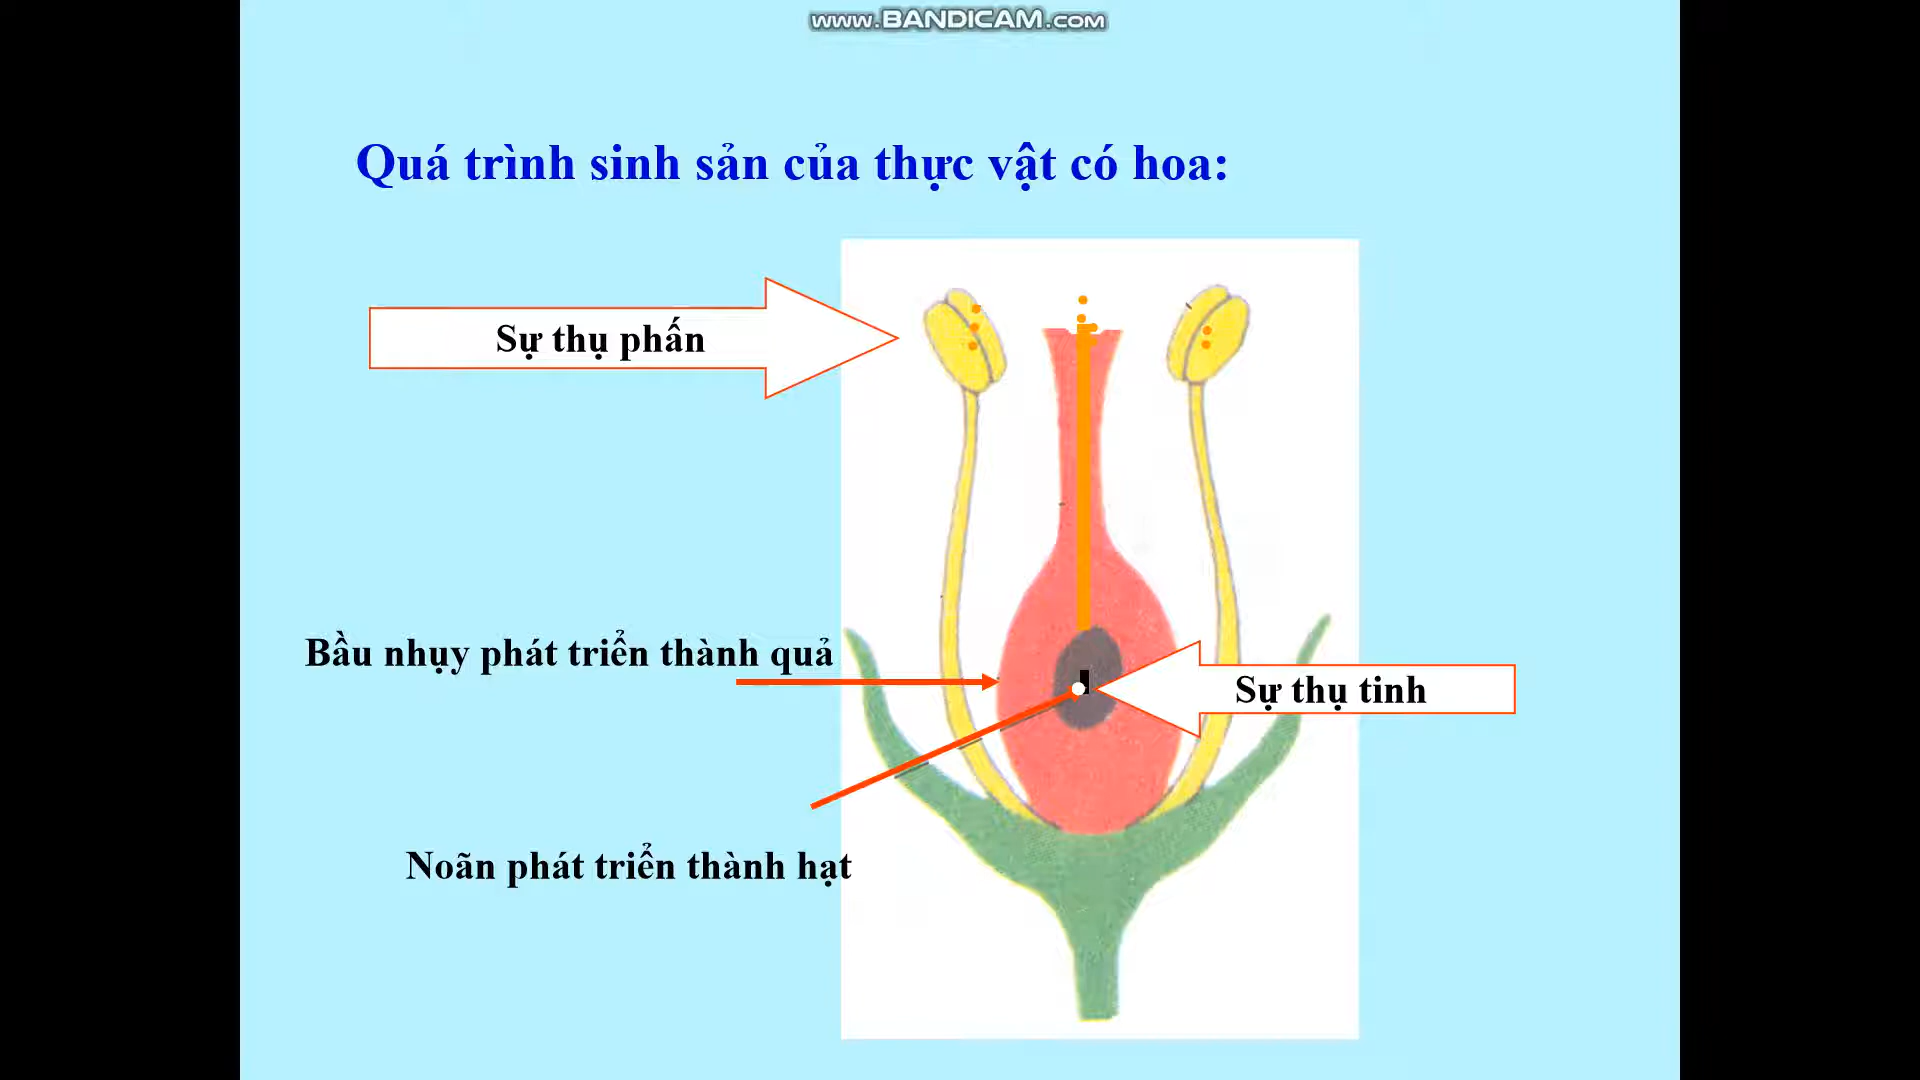 www.BANDICAM.com
Quá trình sinh sản của thực vật có hoa:
Sự thụ phấn
Bầu nhụy phát triển thành quả
Sự thụ tinh
Noãn phát triển thành hạt